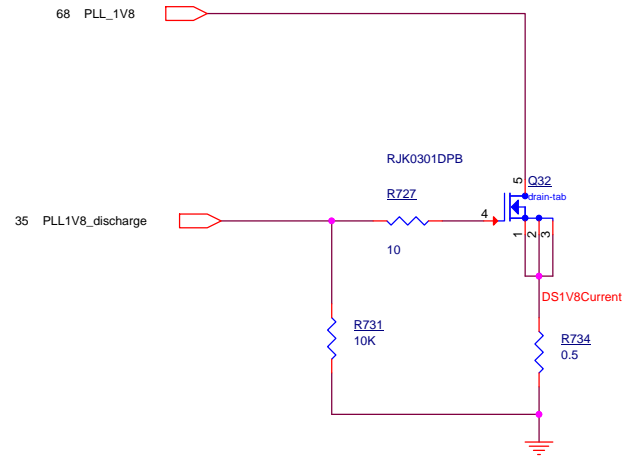 68 PLL_1V8
RJK0301DPB
R727
5
Q32
drain-tab
35 PLL1V8_discharge
4
1
2
3
10
DS1V8Current
R731
10K
R734
0.5